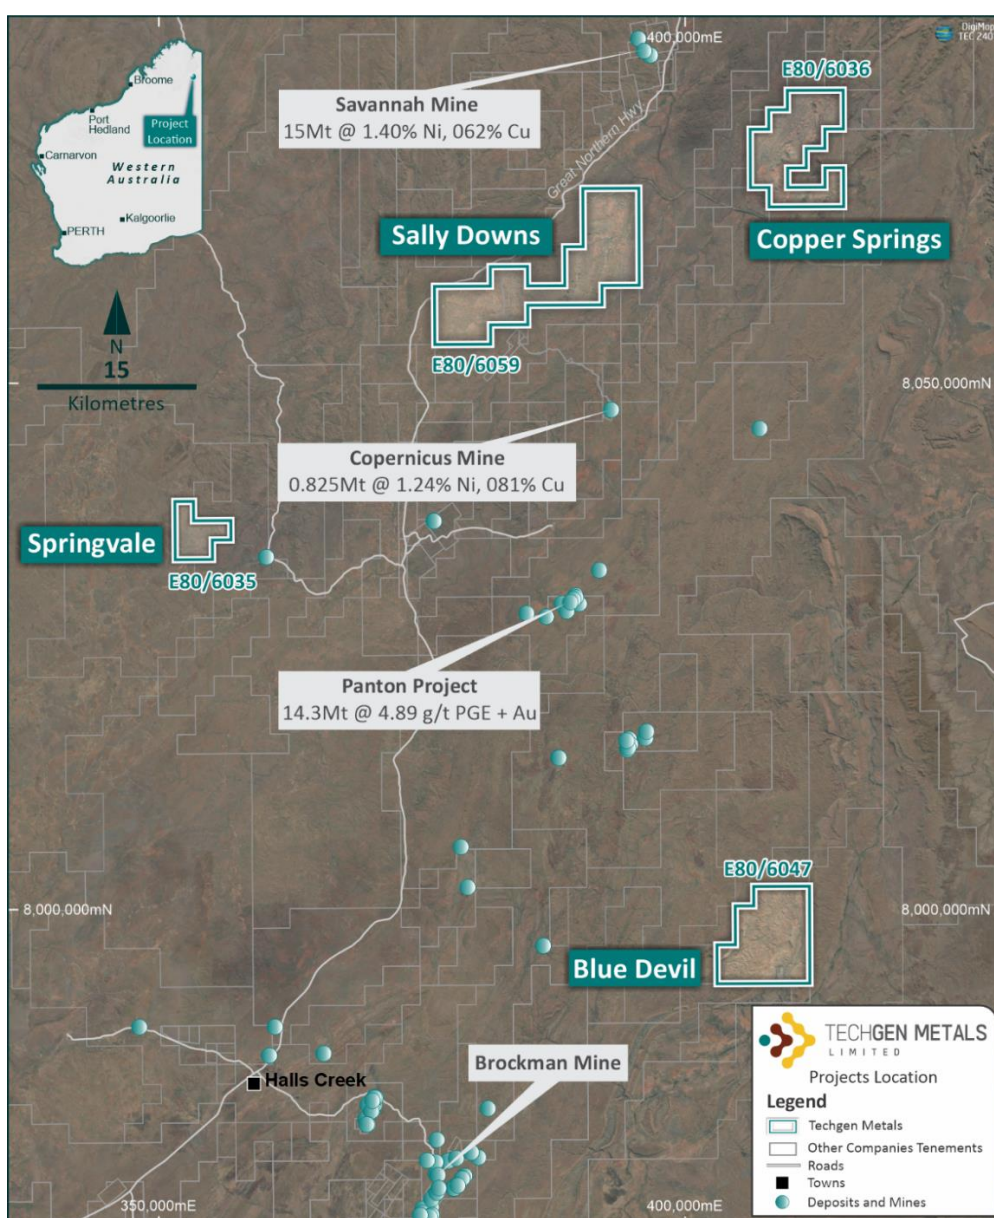 DigiMap
TEC 240
400,000mE
E80/6036
Broome
Port
Hedland
Project
Location
Carnarvon
Western
Australia
Kalgoorlie
PERTH
Savannah Mine
15Mt @ 1.40% Ni, 062% Cu
Great Northern Hwy
Sally Downs
Copper Springs
N
15
Kilometres
E80/6059
8,050,000mN
Copernicus Mine
0.825Mt @ 1.24% Ni, 081% Cu
Springvale
E80/6035
Panton Project
14.3Mt @ 4.89 g/t PGE + Au
E80/6047
8,000,000mN
8,000,000mN
Blue Devil
Halls Creek
Brockman Mine
TECHGEN METALS
LIMITED
Projects Location
Legend
Techgen Metals
Other Companies Tenements
Roads
Towns
Deposits and Mines
350,000mE
400,000mE